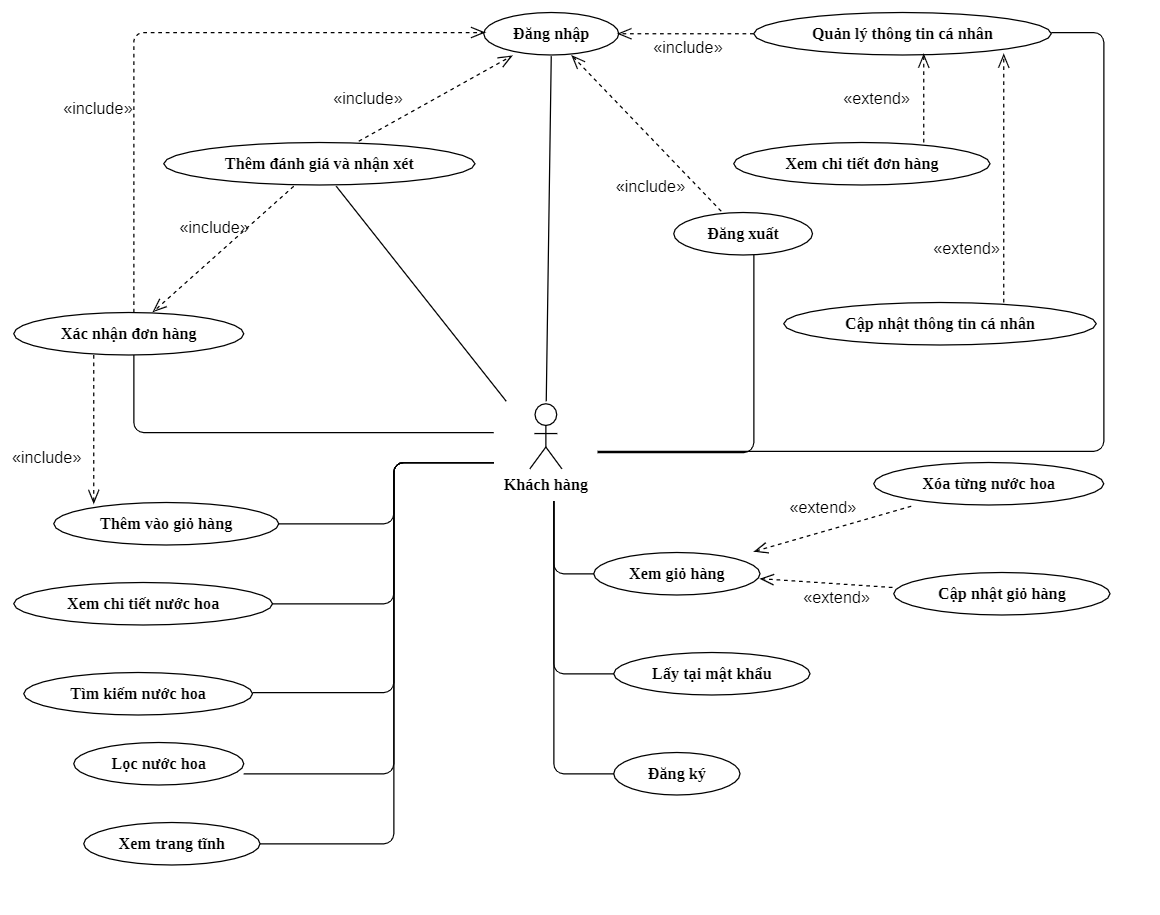 Đăng nhập
Quản lý thông tin cá nhân
«include»
«include»
«extend»
«include»
Thêm đánh giá và nhận xét
Xem chi tiết đơn hàng
«include»
«include»
Đăng xuất
«extend»
Xác nhận đơn hàng
Cập nhật thông tin cá nhân
«include»
Khách hàng
Xóa từng nước hoa
«extend»
Thêm vào giỏ hàng
Xem giỏ hàng
Cập nhật giỏ hàng
«extend»
Xem chi tiết nước hoa
Lấy tại mật khẩu
Tìm kiếm nước hoa
Lọc nước hoa
Đăng ký
Xem trang tĩnh